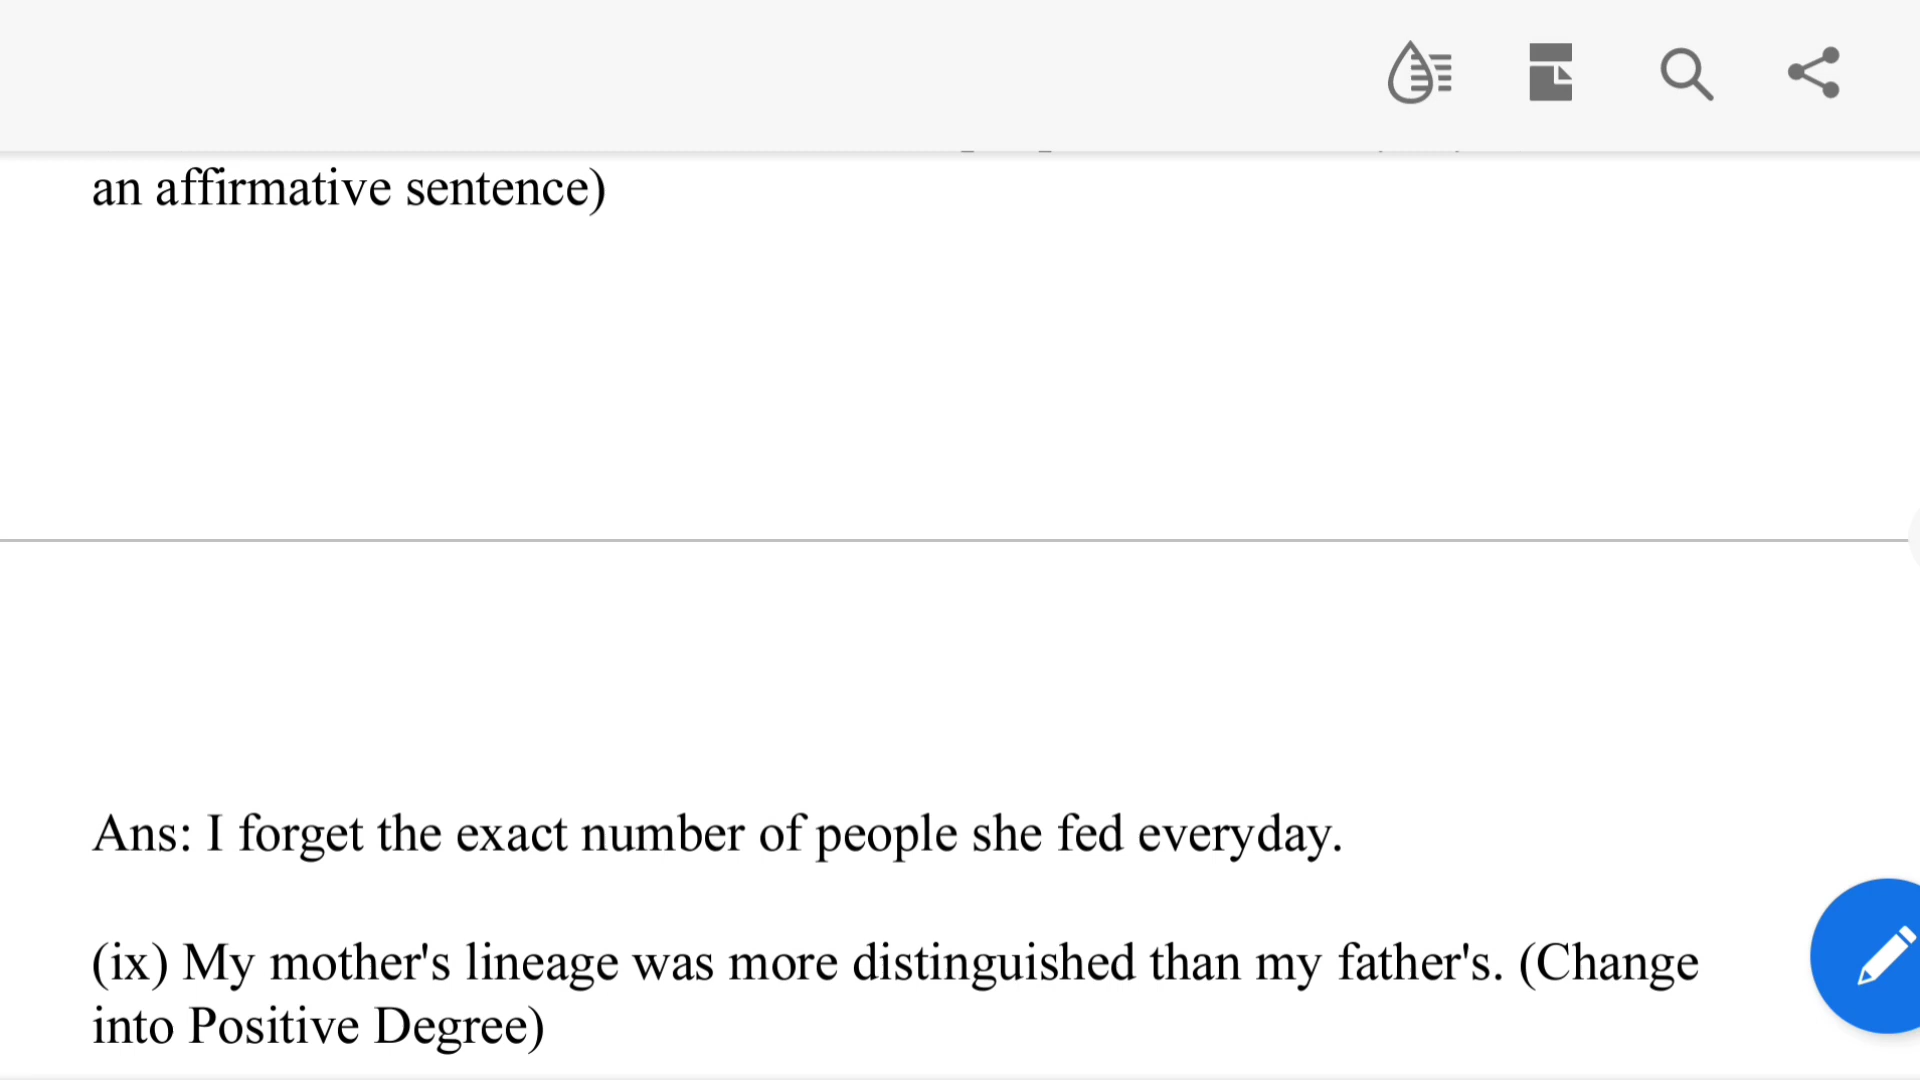 an affirmative sentence)
Ans: I forget the exact number of people she fed everyday.
(ix) My mother's lineage was more distinguished than my father's. (Change
into Positive Degree)